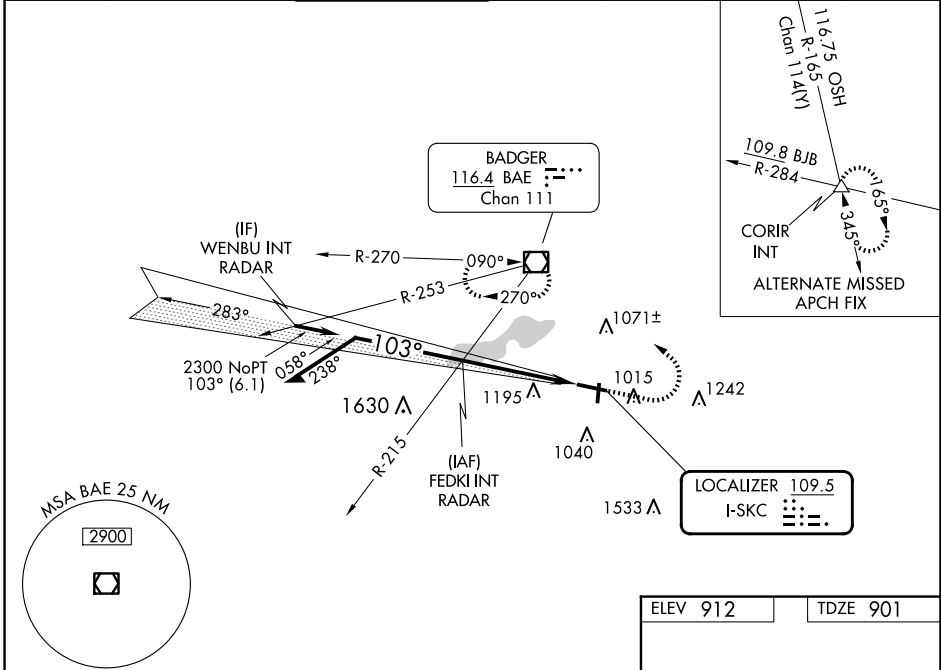 116.75 OSH
R-165
Chan 114(Y)
109.8 BJB
R-284
165°
345°
CORIR
INT
ALTERNATE MISSED
APCH FIX
BADGER
116.4 BAE
Chan 111
(IF)
WENBU INT
RADAR
R-270
090°
R-253
270°
283°
103°
2300 NoPT
103° (6.1)
058°
238°
1071±
1195
1015
1242
1630
1040
R-215
(IAF)
FEDKI INT
RADAR
1533
LOCALIZER 109.5
I-SKC
MSA BAE 25 NM
2900
ELEV 912
TDZE 901